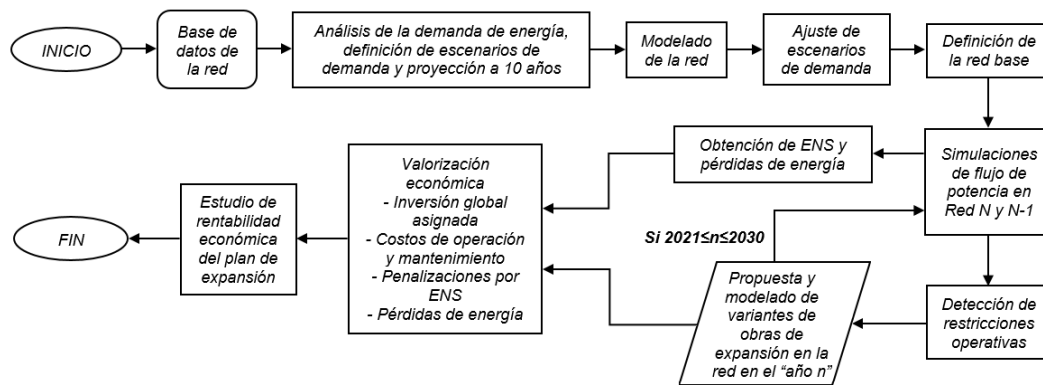 INICIO
Base de
datos de
la red
Análisis de la demanda de energía,
definición de escenarios de
demanda y proyección a 10 años
Modelado
de la red
Ajuste de
escenarios
de demanda
Definición de
la red base
Simulaciones
de flujo de
potencia en
Red N y N-1
Obtención de ENS y
pérdidas de energía
Detección de
restricciones
operativas
Si 2021≤n≤2030
Propuesta y
modelado de
variantes de
obras de
expansión en la
red en el “año n”
Valorización
económica
- Inversión global
asignada
- Costos de operación
y mantenimiento
- Penalizaciones por
ENS
- Pérdidas de energía
Estudio de
rentabilidad
económica
del plan de
expansión
FIN